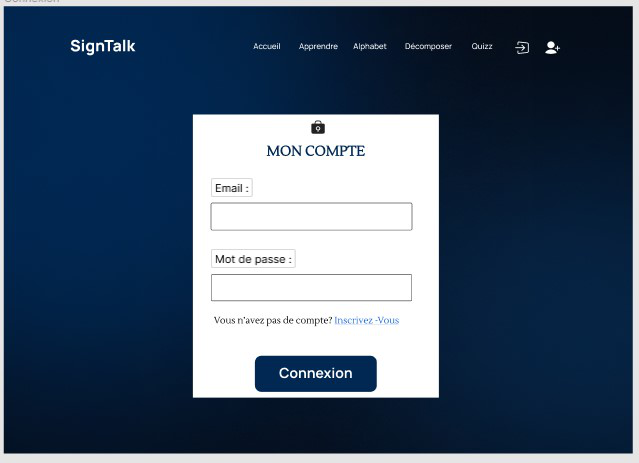 Connexion
SignTalk
Accueil Apprendre Alphabet Décomposer Quizz
MON COMPTE
Email :
Mot de passe :
Vous n'avez pas de compte? Inscrivez -Vous
Connexion